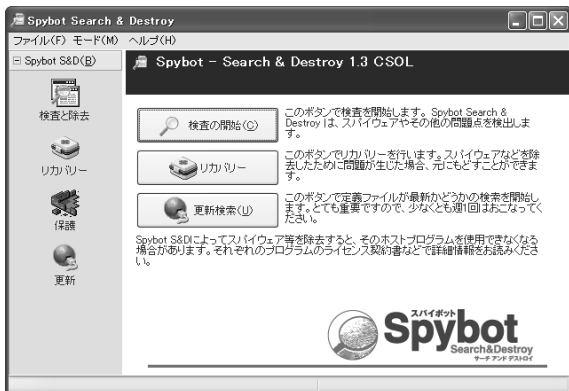 Spybot Search & Destroy
ファイル(F) モード(M) ヘルプ(H)
Spybot S&D(B)
検査と除去
リカバリー
保護
更新
Spybot - Search & Destroy 1.3 CSOL
検査の開始(C)
このボタンで検査を開始します。Spybot Search &
Destroy は、スパイウェアやその他の問題点を検出しま
す。
リカバリー
このボタンでリカバリーを行います。スパイウェアなどを除
去したために問題が生じた場合、元にもどすことができま
す。
更新検索(U)
このボタンで定義ファイルが最新かどうかの検索を開始し
ます。とても重要ですので、少なくとも週1回はおこなってく
ださい。
Spybot S&Dによってスパイウェア等を除去すると、そのホストプログラムを使用できなくなる
場合があります。それぞれのプログラムのライセンス契約書などで詳細情報をお読みくださ
い。
スパイボット
Spybot
Search&Destroy
サーチ アンド デストロイ